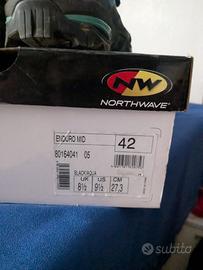 NW
NORTHWAVE®
ENDURO MID
42
80164041 05
BLACK/AQUA
UK US CM
8½ 9½ 27,3
subito